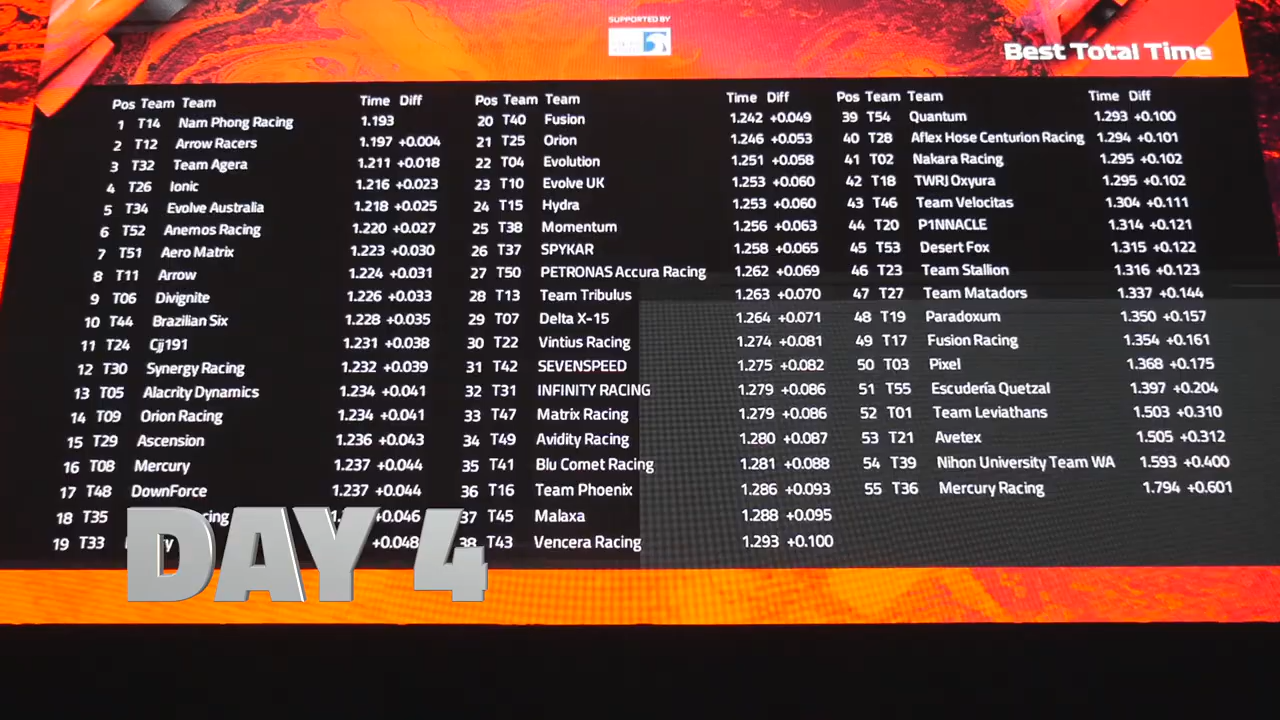 SUPPORTED BY
Best Total Time
Pos Team Team Time Diff
1 T14 Nam Phong Racing 1.193
2 T12 Arrow Racers 1.197 +0.004
3 T32 Team Agera 1.211 +0.018
4 T26 Ionic 1.216 +0.023
5 T34 Evolve Australia 1.218 +0.025
6 T52 Anemos Racing 1.220 +0.027
7 T51 Aero Matrix 1.223 +0.030
8 T11 Arrow 1.224 +0.031
9 T06 Divignite 1.226 +0.033
10 T44 Brazilian Six 1.228 +0.035
11 T24 Cjj191 1.231 +0.038
12 T30 Synergy Racing 1.232 +0.039
13 T05 Alacrity Dynamics 1.234 +0.041
14 T09 Orion Racing 1.234 +0.041
15 T29 Ascension 1.236 +0.043
16 T08 Mercury 1.237 +0.044
17 T48 DownForce 1.237 +0.044
18 T35 +0.046
19 T33 +0.048
Pos Team Team Time Diff
20 T40 Fusion 1.242 +0.049
21 T25 Orion 1.246 +0.053
22 T04 Evolution 1.251 +0.058
23 T10 Evolve UK 1.253 +0.060
24 T15 Hydra 1.253 +0.060
25 T38 Momentum 1.256 +0.063
26 T37 SPYKAR 1.258 +0.065
27 T50 PETRONAS Accura Racing 1.262 +0.069
28 T13 Team Tribulus 1.263 +0.070
29 T07 Delta X-15 1.264 +0.071
30 T22 Vintius Racing 1.274 +0.081
31 T42 SEVENSPEED 1.275 +0.082
32 T31 INFINITY RACING 1.279 +0.086
33 T47 Matrix Racing 1.279 +0.086
34 T49 Avidity Racing 1.280 +0.087
35 T41 Blu Comet Racing 1.281 +0.088
36 T16 Team Phoenix 1.286 +0.093
37 T45 Malaxa 1.288 +0.095
38 T43 Vencera Racing 1.293 +0.100
Pos Team Team Time Diff
39 T54 Quantum 1.293 +0.100
40 T28 Aflex Hose Centurion Racing 1.294 +0.101
41 T02 Nakara Racing 1.295 +0.102
42 T18 TWRJ Oxyura 1.295 +0.102
43 T46 Team Velocitas 1.304 +0.111
44 T20 P1NNACLE 1.314 +0.121
45 T53 Desert Fox 1.315 +0.122
46 T23 Team Stallion 1.316 +0.123
47 T27 Team Matadors 1.337 +0.144
48 T19 Paradoxum 1.350 +0.157
49 T17 Fusion Racing 1.354 +0.161
50 T03 Pixel 1.368 +0.175
51 T55 Escudería Quetzal 1.397 +0.204
52 T01 Team Leviathans 1.503 +0.310
53 T21 Avetex 1.505 +0.312
54 T39 Nihon University Team WA 1.593 +0.400
55 T36 Mercury Racing 1.794 +0.601
DAY 4